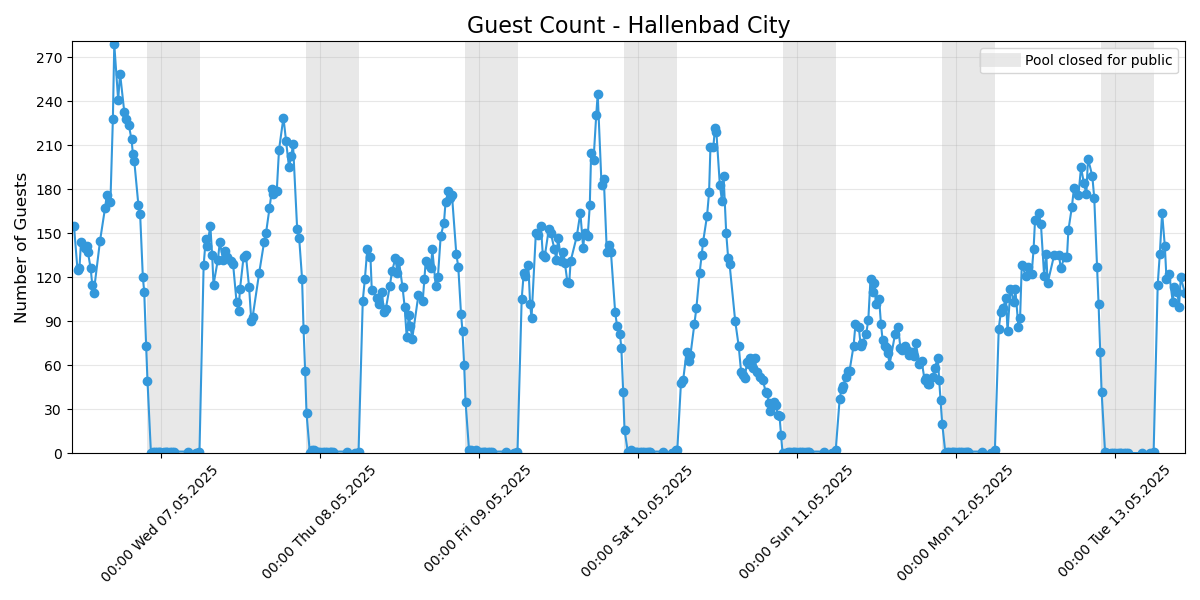 Guest Count - Hallenbad City
Pool closed for public
Number of Guests
270
240
210
180
150
120
90
60
30
0
00:00 Wed 07.05.2025
00:00 Thu 08.05.2025
00:00 Fri 09.05.2025
00:00 Sat 10.05.2025
00:00 Sun 11.05.2025
00:00 Mon 12.05.2025
00:00 Tue 13.05.2025